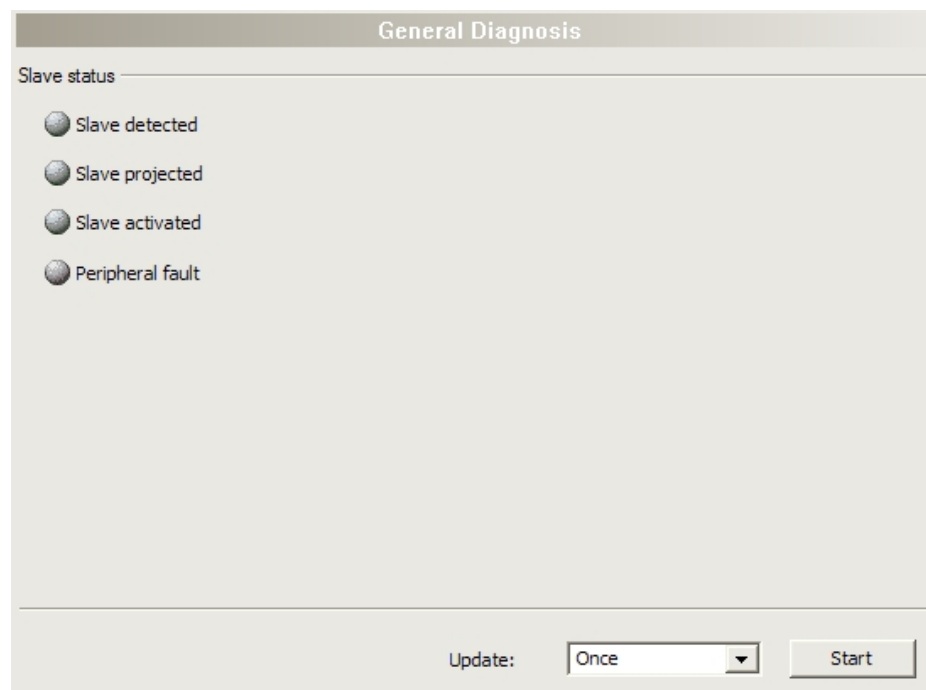 General Diagnosis
Slave status
Slave detected
Slave projected
Slave activated
Peripheral fault
Update: Once Start